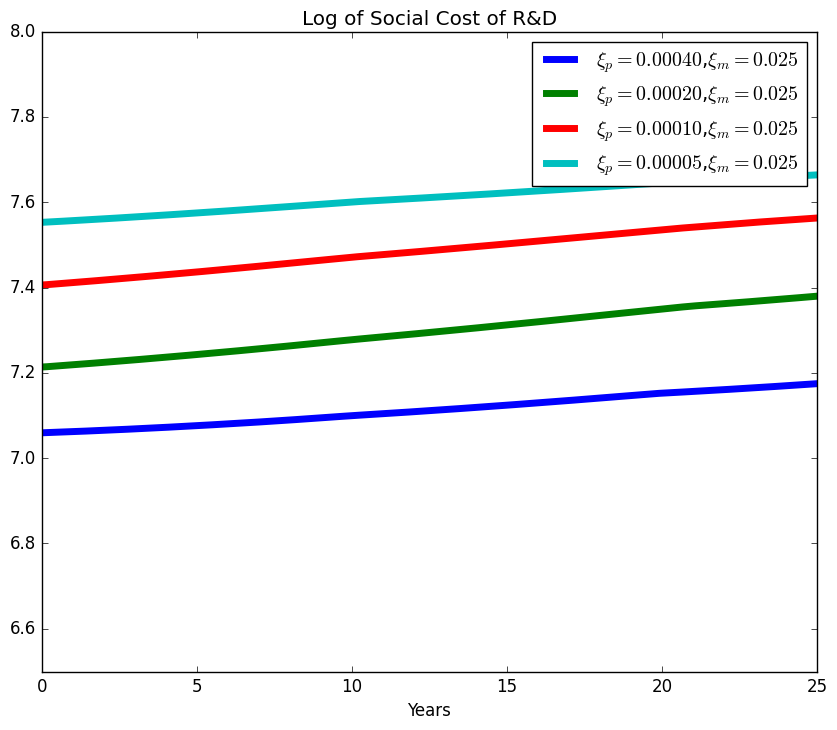 Log of Social Cost of R&D
8.0
7.8
7.6
7.4
7.2
7.0
6.8
6.6
ξp = 0.00040,ξm = 0.025
ξp = 0.00020,ξm = 0.025
ξp = 0.00010,ξm = 0.025
ξp = 0.00005,ξm = 0.025
0 5 10 15 20 25
Years